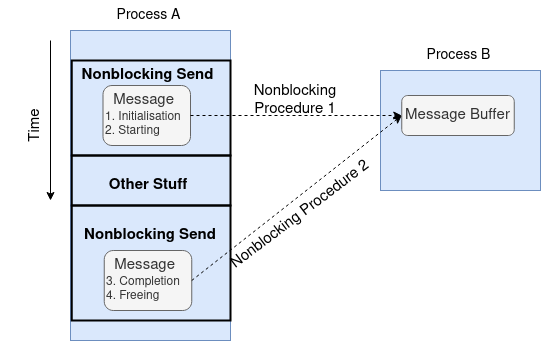 Process A
Time
Nonblocking Send
Message
1. Initialisation
2. Starting
Other Stuff
Nonblocking Send
Message
3. Completion
4. Freeing
Nonblocking
Procedure 1
Nonblocking Procedure 2
Process B
Message Buffer